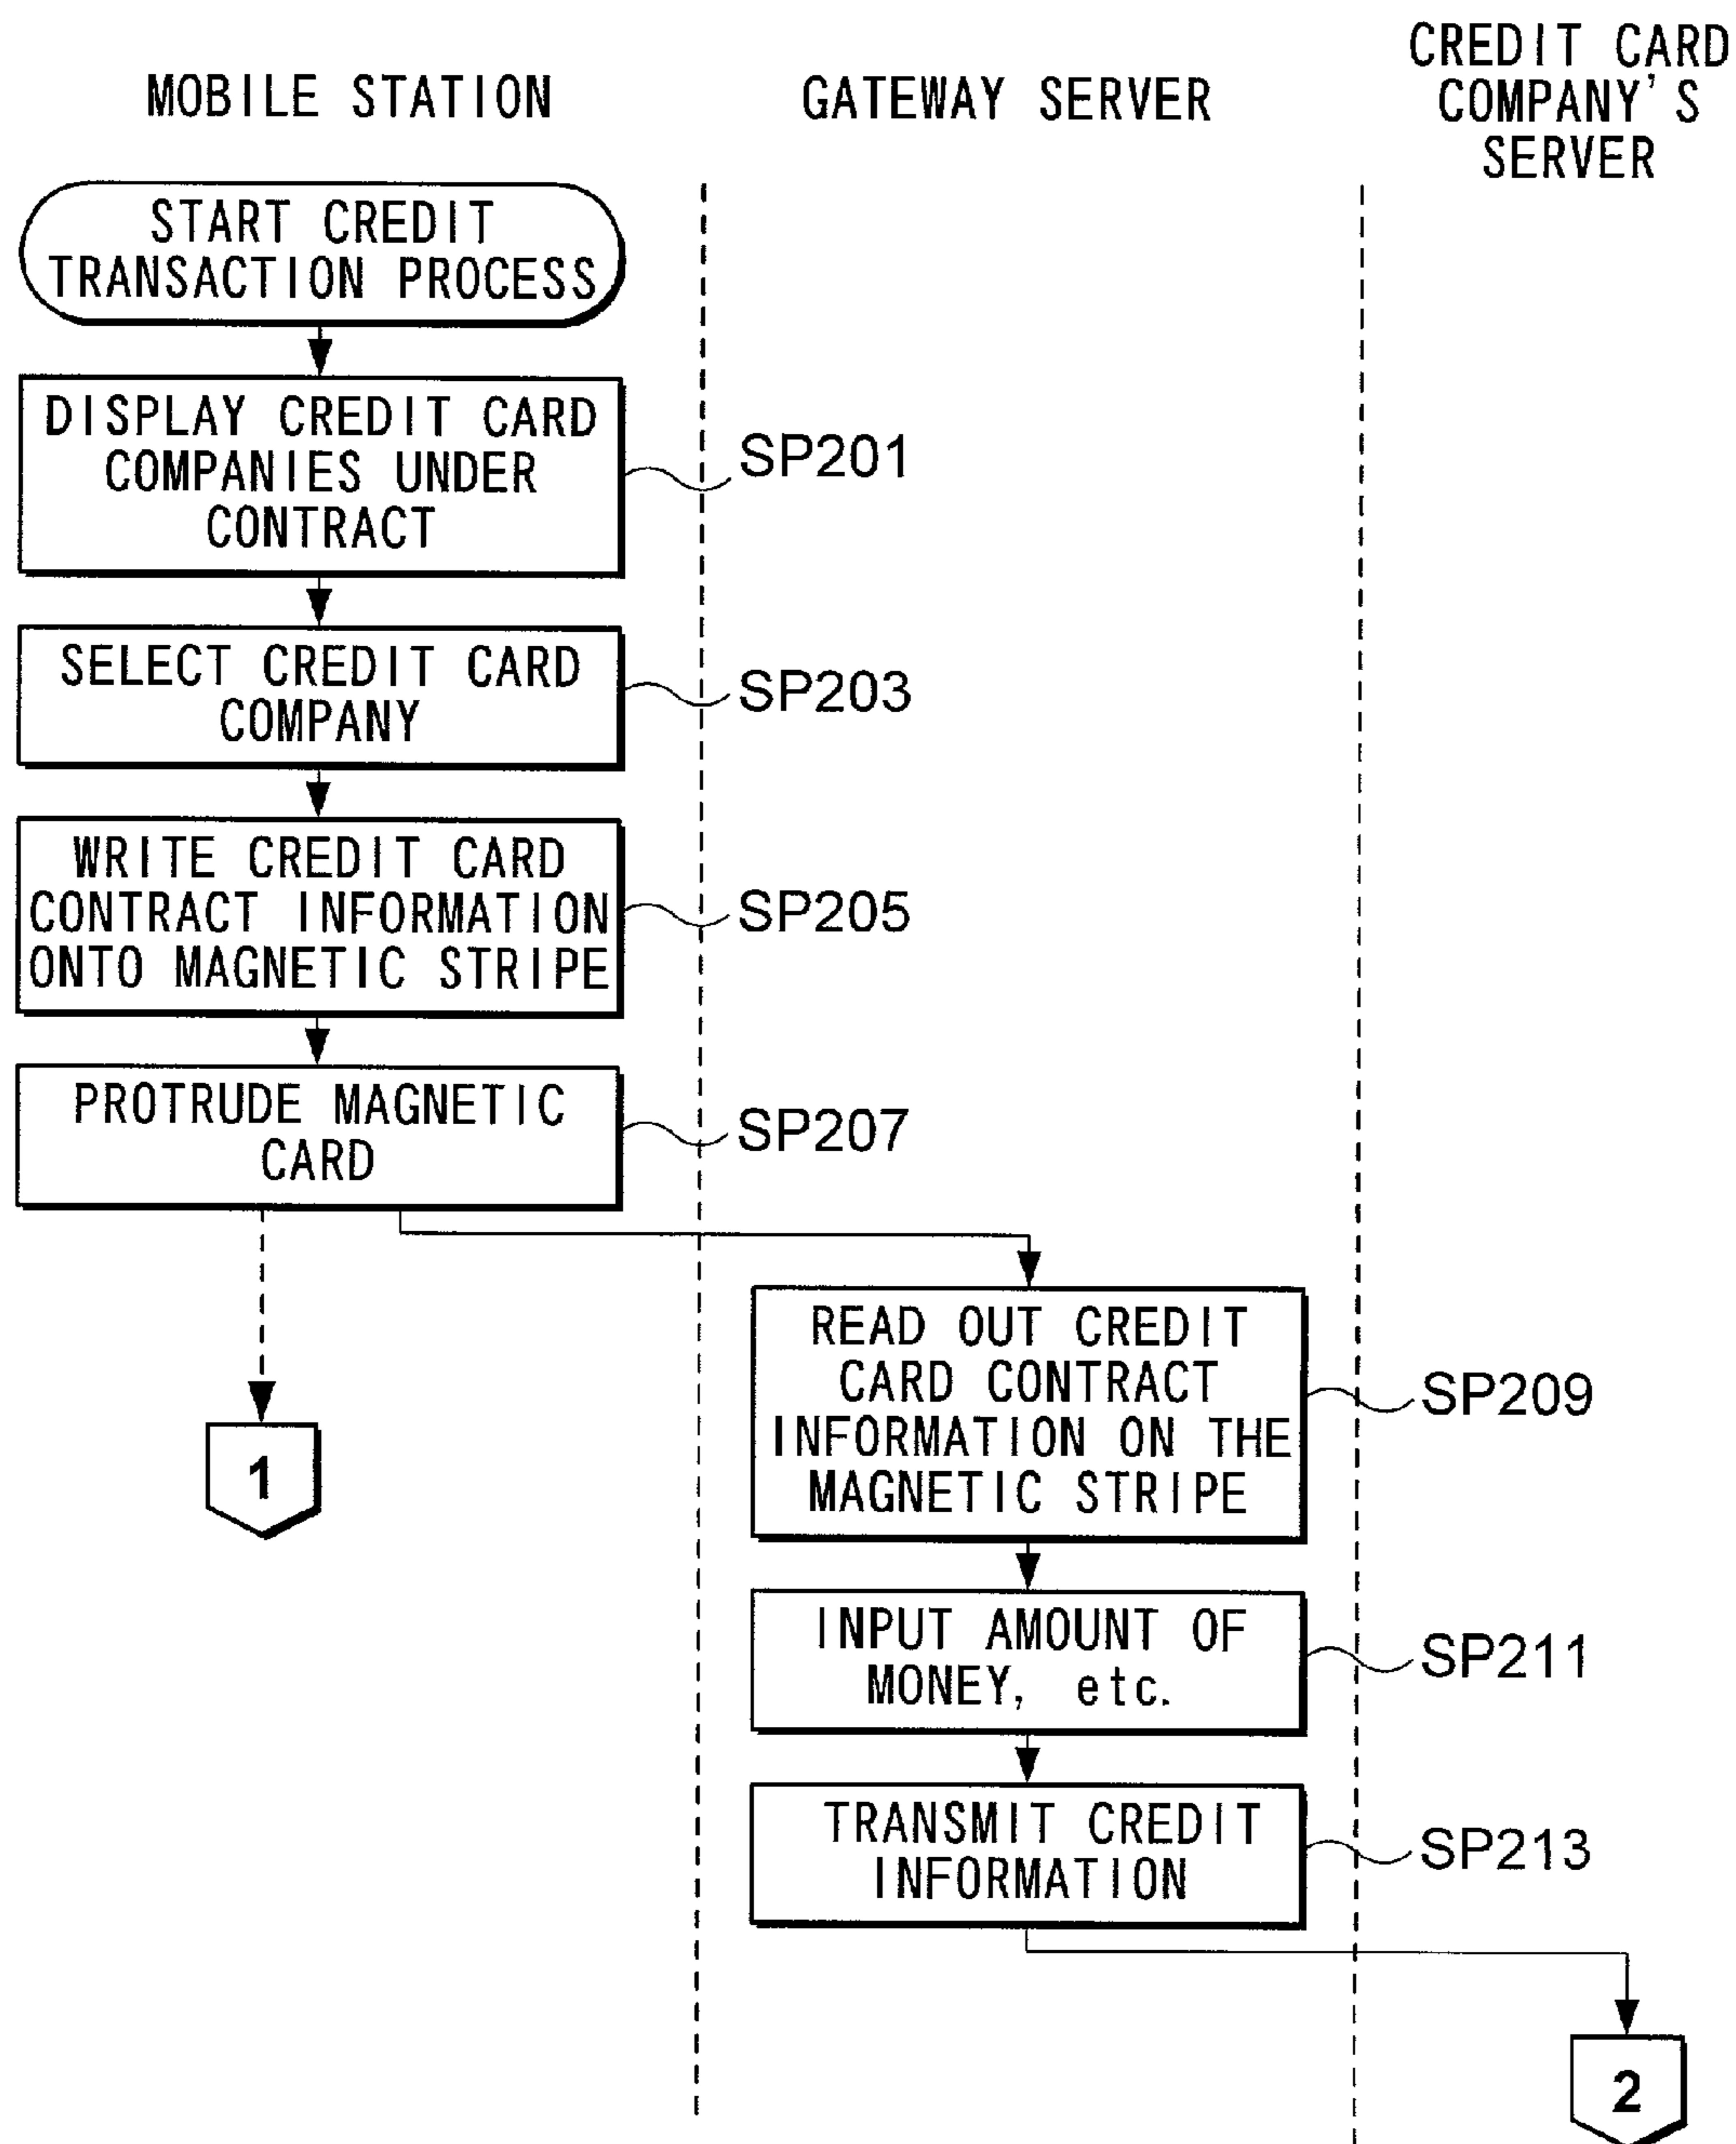 MOBILE STATION
GATEWAY SERVER
CREDIT CARD
COMPANY'S
SERVER
START CREDIT
TRANSACTION PROCESS
DISPLAY CREDIT CARD
COMPANIES UNDER
CONTRACT
SP201
SELECT CREDIT CARD
COMPANY
SP203
WRITE CREDIT CARD
CONTRACT INFORMATION
ONTO MAGNETIC STRIPE
SP205
PROTRUDE MAGNETIC
CARD
SP207
1
READ OUT CREDIT
CARD CONTRACT
INFORMATION ON THE
MAGNETIC STRIPE
SP209
INPUT AMOUNT OF
MONEY, etc.
SP211
TRANSMIT CREDIT
INFORMATION
SP213
2